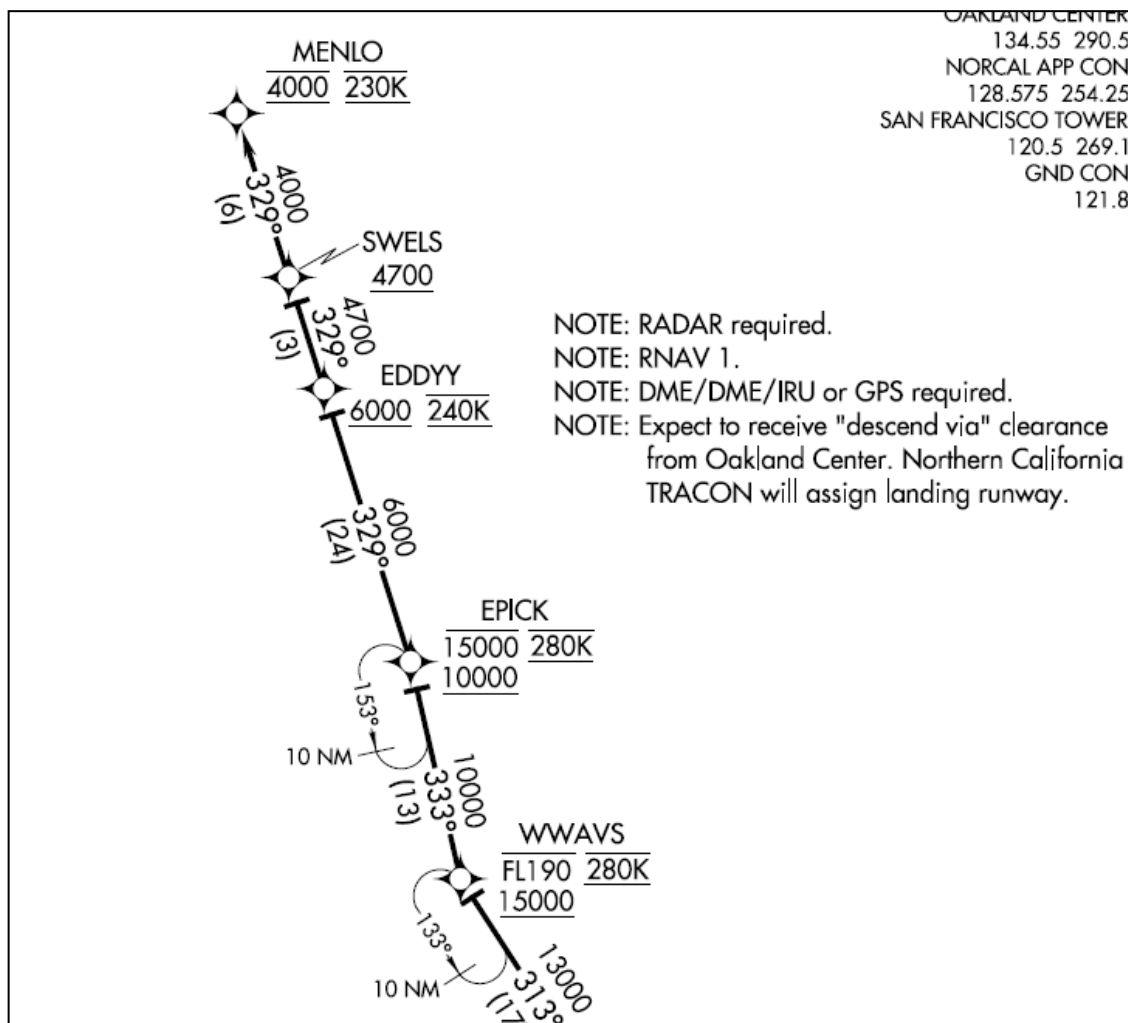 OAKLAND CENTER
134.55 290.5
NORCAL APP CON
128.575 254.25
SAN FRANCISCO TOWER
120.5 269.1
GND CON
121.8
MENLO
4000 230K
4000
329°
(6)
SWELS
4700
4700
329°
(3)
EDDYY
6000 240K
NOTE: RADAR required.
NOTE: RNAV 1.
NOTE: DME/DME/IRU or GPS required.
NOTE: Expect to receive "descend via" clearance
from Oakland Center. Northern California
TRACON will assign landing runway.
6000
329°
(24)
EPICK
15000 280K
10000
153°
10 NM
10000
333°
(13)
WWAVS
FL190 280K
15000
133°
10 NM
13000
313°
(17